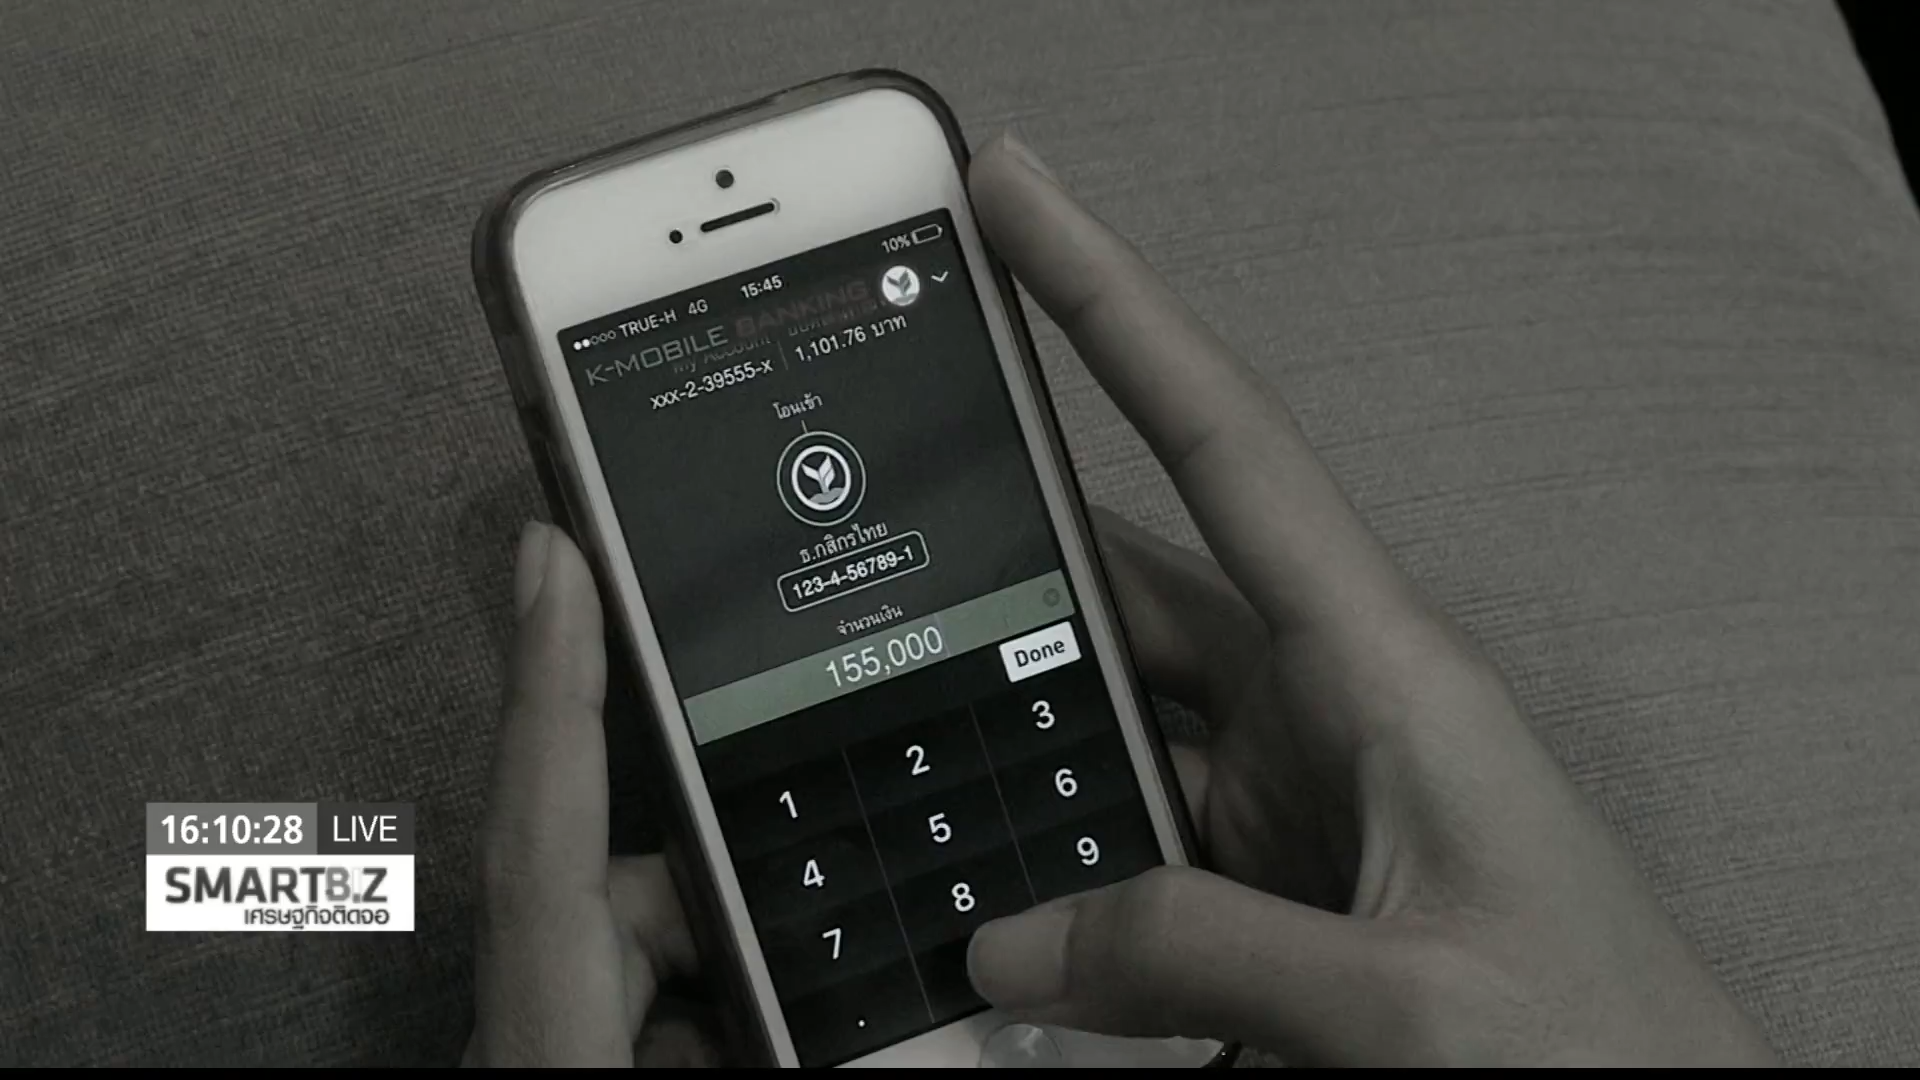 TRUE-H 4G 15:45 10%
K-MOBILE BANKING
My Account
xxx-2-39555-x 1,101.76 บาท
โอนเข้า
ธ.กสิกรไทย
123-4-56789-1
จำนวนเงิน
155,000
Done
1 2 3
4 5 6
7 8 9
.
16:10:28 LIVE
SMARTBIZ
เศรษฐกิจติดจอ